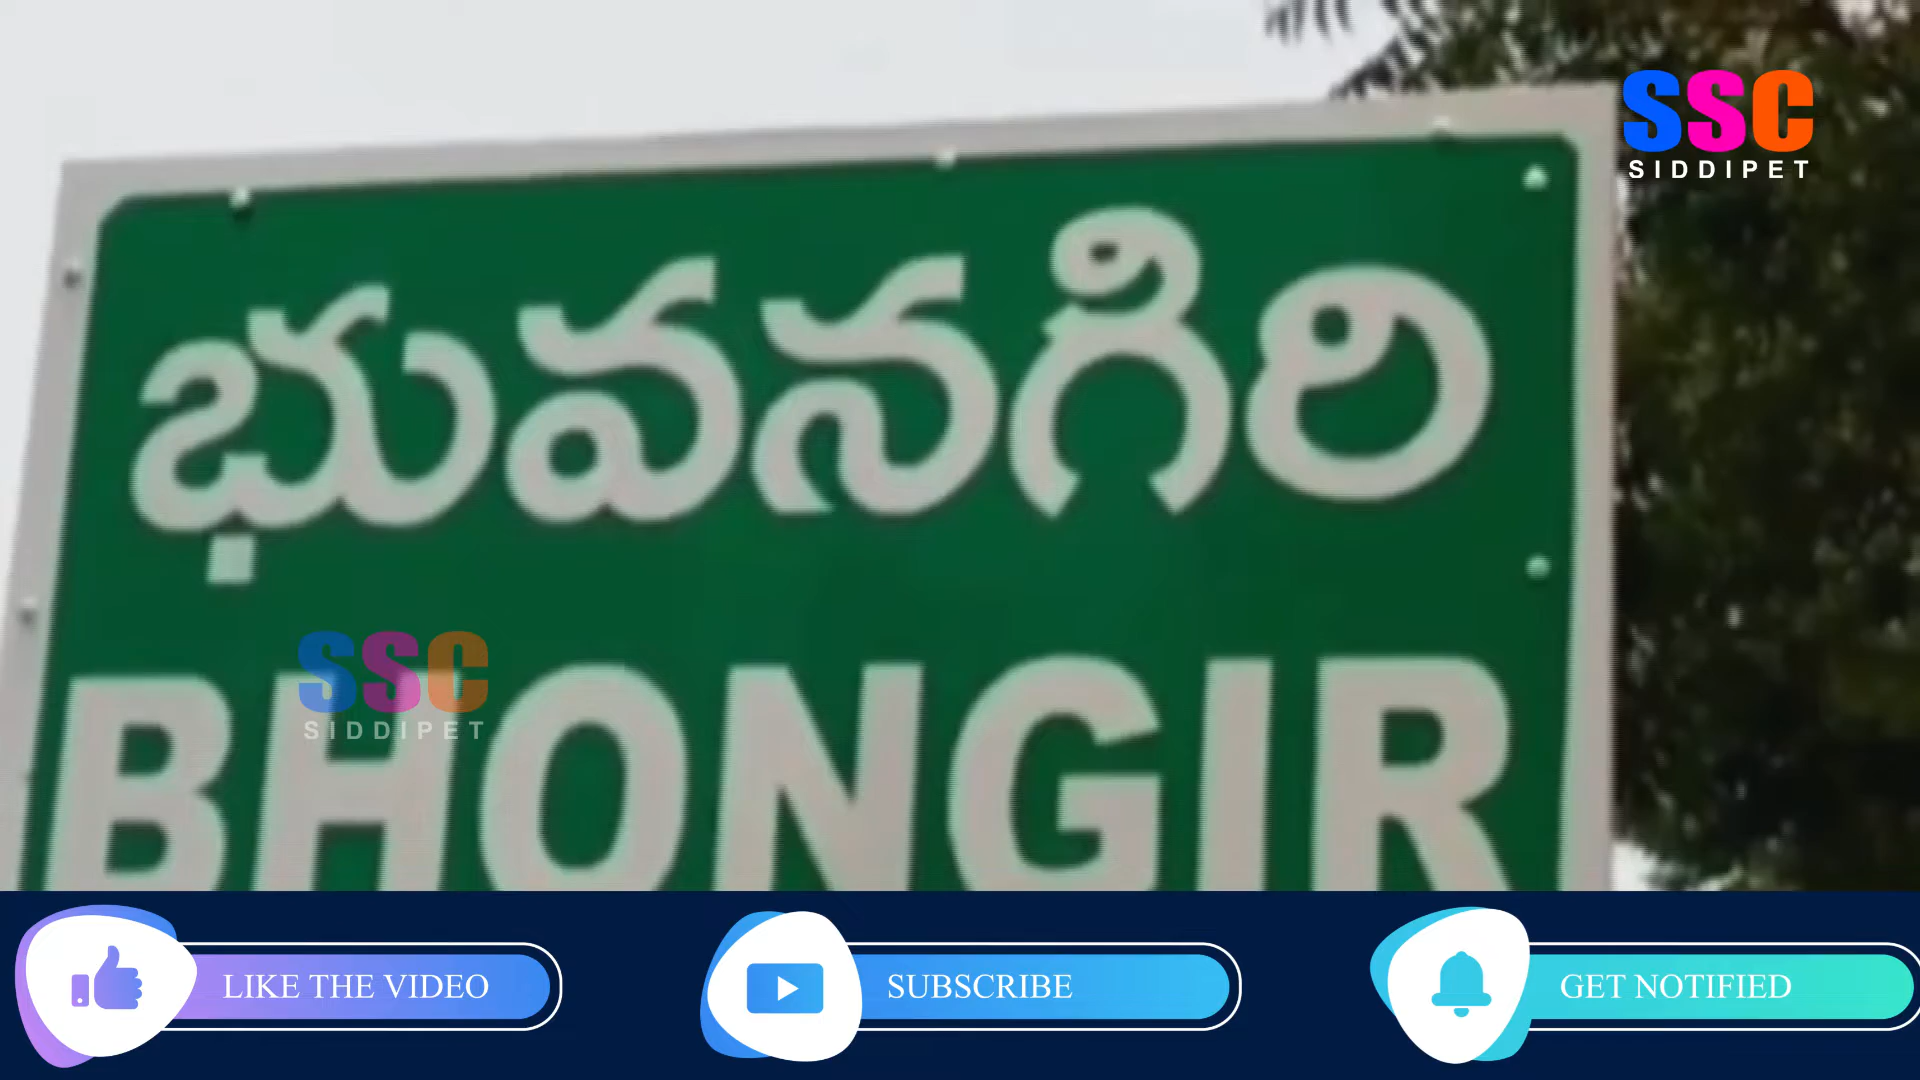 SSC
SIDDIPET
భువనగిరి
SSC
SIDDIPET
BHONGIR
LIKE THE VIDEO
SUBSCRIBE
GET NOTIFIED